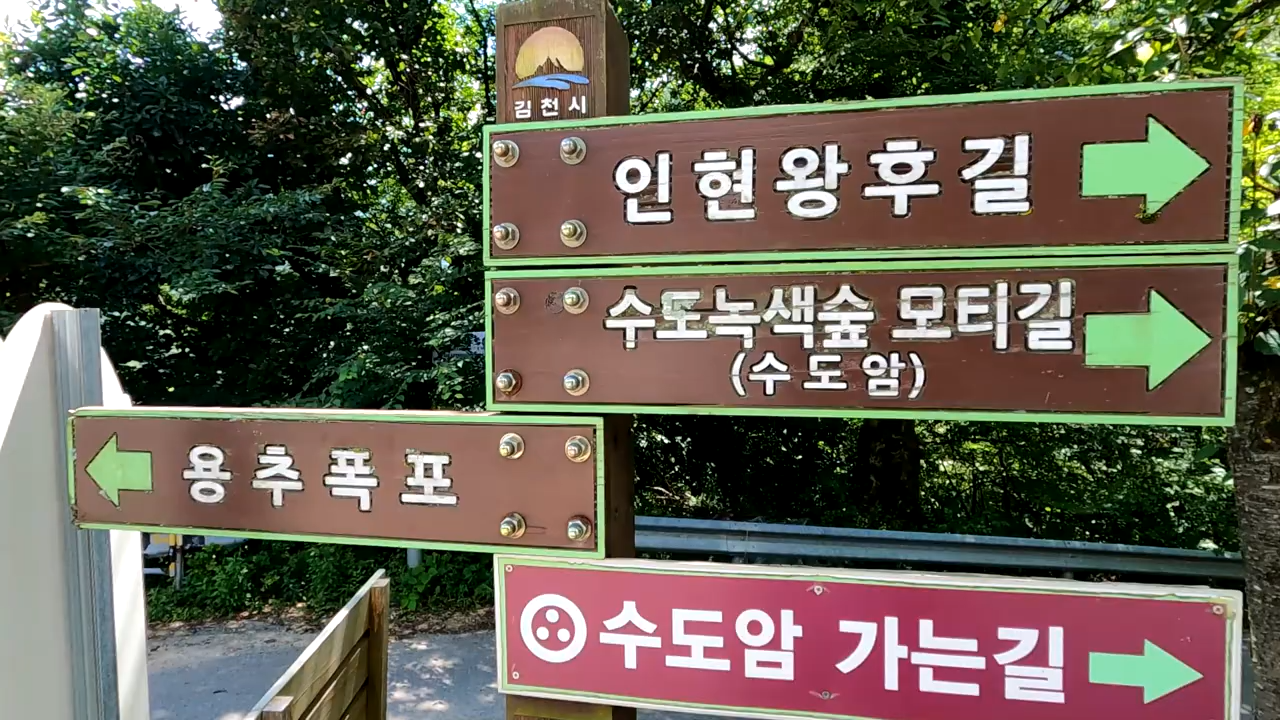 김천시
인현왕후길
수도녹색숲 모티길
(수도암)
용추폭포
수도암 가는길